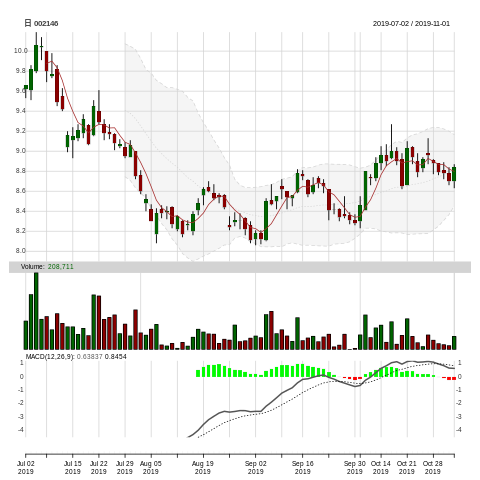 日 002146
2019-07-02 / 2019-11-01
10.0
9.8
9.6
9.4
9.2
9.0
8.8
8.6
8.4
8.2
8.0
Volume: 208,711
MACD(12,26,9): 0.63837 0.8454
1 1
0 0
-1 -1
-2 -2
-3 -3
-4 -4
Jul 02 Jul 15 Jul 22 Jul 29 Aug 05 Aug 19 Sep 02 Sep 16 Sep 30 Oct 14 Oct 21 Oct 28
2019 2019 2019 2019 2019 2019 2019 2019 2019 2019 2019 2019